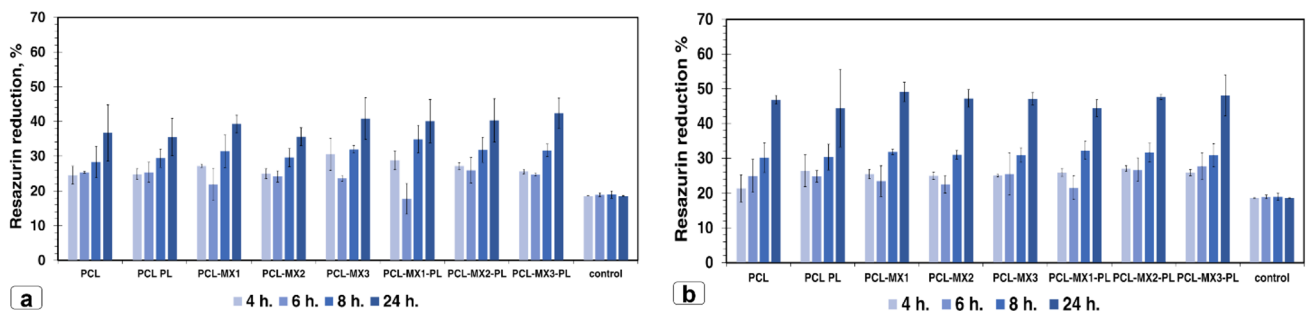 70
60
50
40
30
20
10
0
Resazurin reduction, %
PCL PCL PL PCL-MX1 PCL-MX2 PCL-MX3 PCL-MX1-PL PCL-MX2-PL PCL-MX3-PL control
4 h. 6 h. 8 h. 24 h.
a
70
60
50
40
30
20
10
0
Resazurin reduction %
PCL PCL PL PCL-MX1 PCL-MX2 PCL-MX3 PCL-MX1-PL PCL-MX2-PL PCL-MX3-PL control
4 h. 6 h. 8 h. 24 h.
b